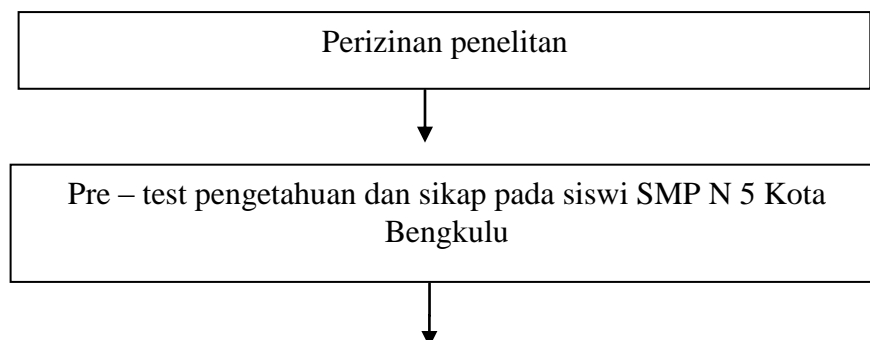 Perizinan penelitan
Pre – test pengetahuan dan sikap pada siswi SMP N 5 Kota
Bengkulu